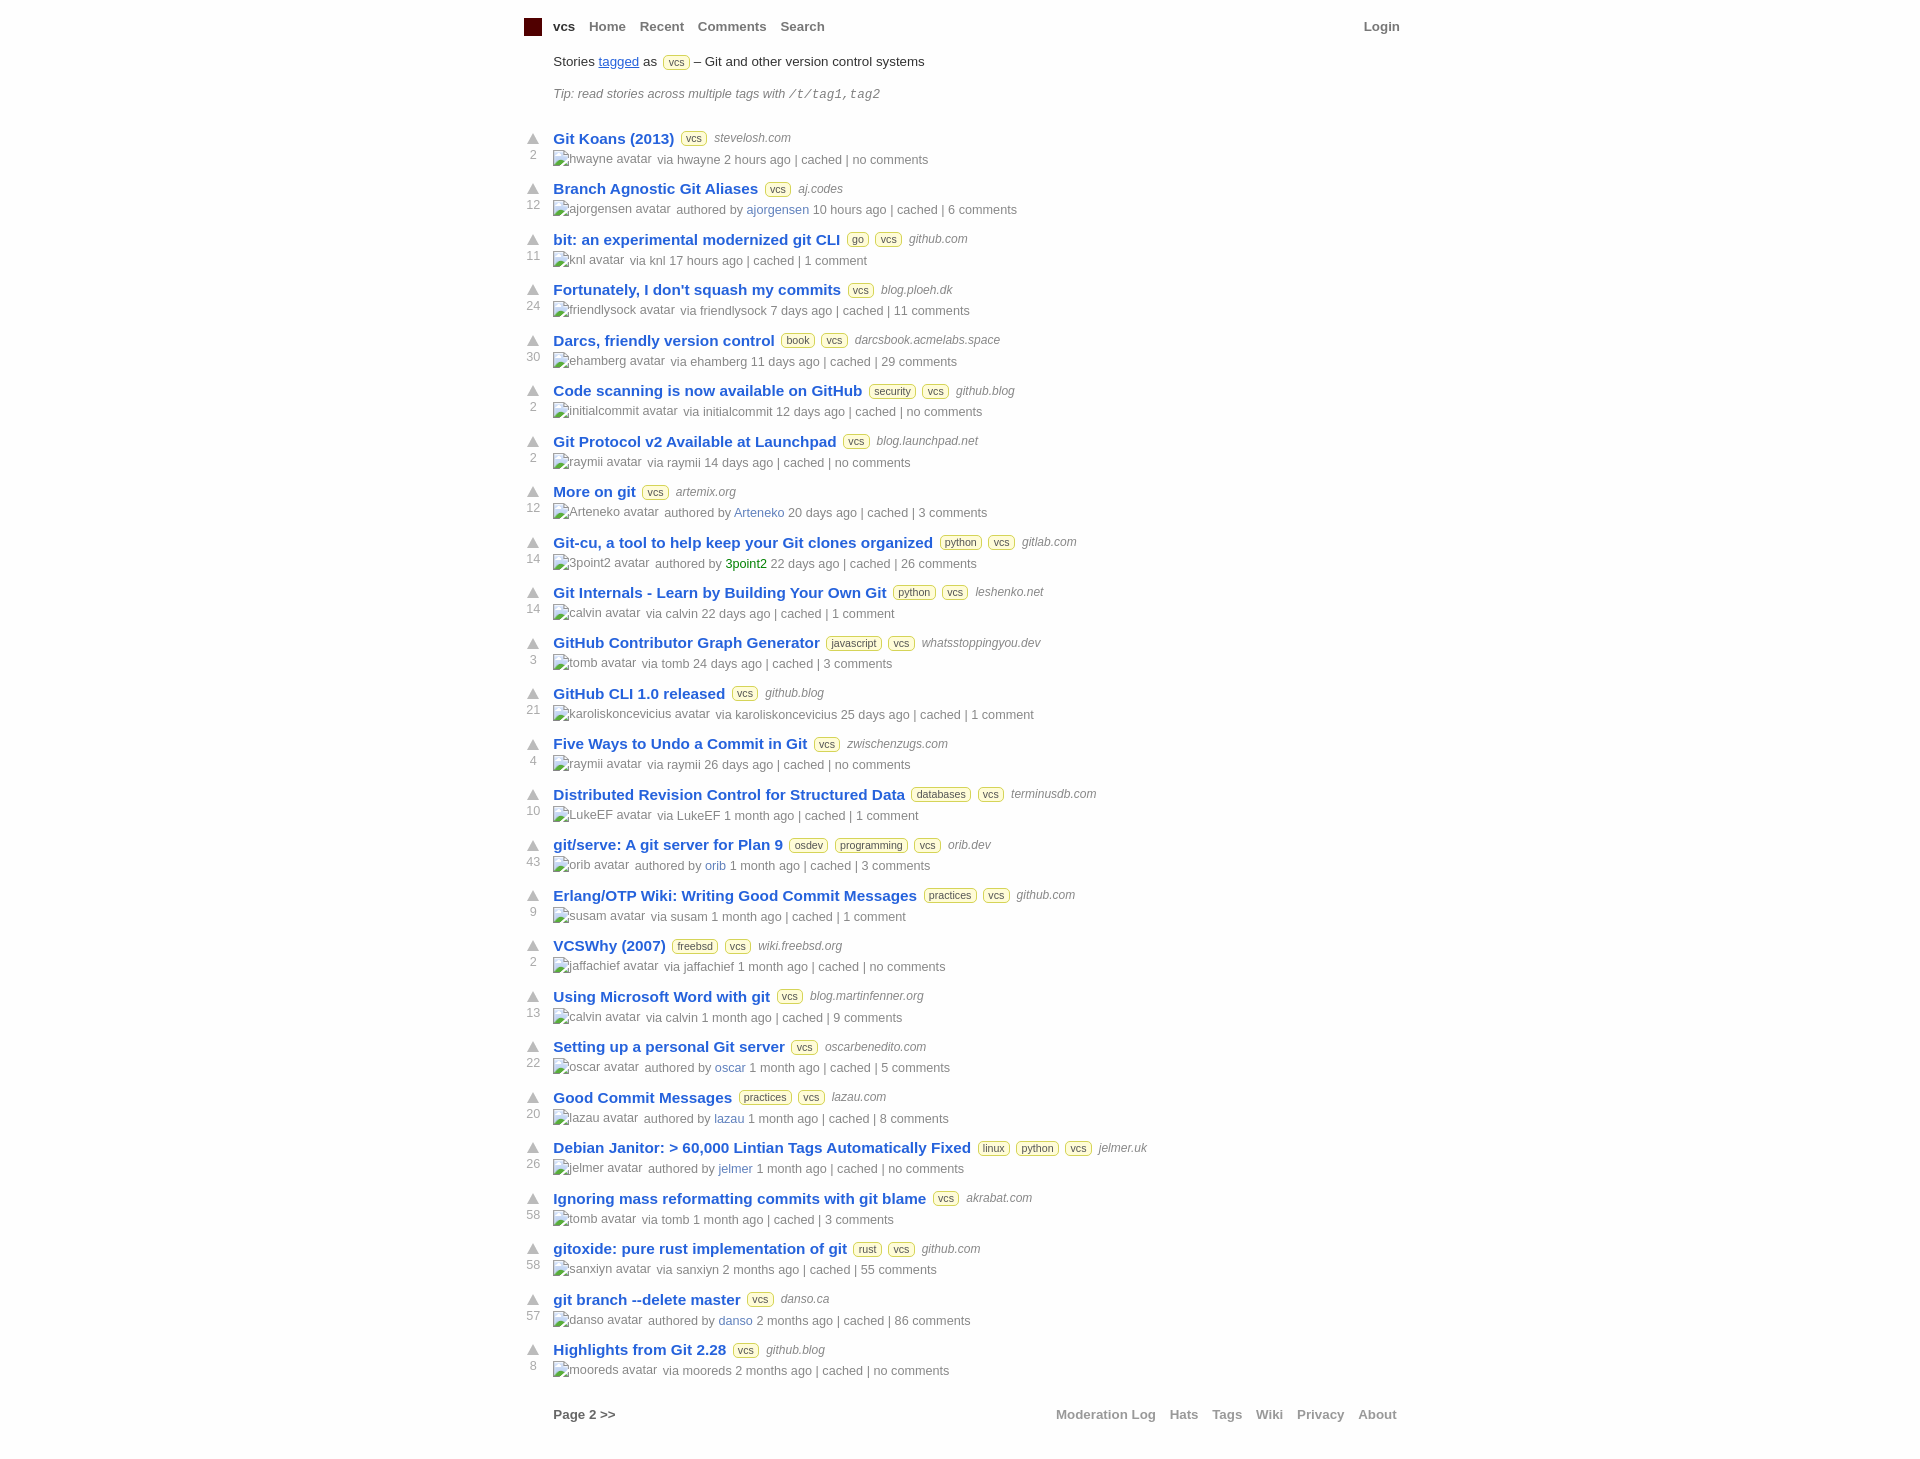 vcs Home Recent Comments Search Login
Stories tagged as vcs – Git and other version control systems
Tip: read stories across multiple tags with /t/tag1,tag2
Git Koans (2013) vcs stevelosh.com
2 hwayne avatar via hwayne 2 hours ago | cached | no comments
Branch Agnostic Git Aliases vcs aj.codes
12 ajorgensen avatar authored by ajorgensen 10 hours ago | cached | 6 comments
bit: an experimental modernized git CLI go vcs github.com
11 knl avatar via knl 17 hours ago | cached | 1 comment
Fortunately, I don't squash my commits vcs blog.ploeh.dk
24 friendlysock avatar via friendlysock 7 days ago | cached | 11 comments
Darcs, friendly version control book vcs darcsbook.acmelabs.space
30 ehamberg avatar via ehamberg 11 days ago | cached | 29 comments
Code scanning is now available on GitHub security vcs github.blog
2 initialcommit avatar via initialcommit 12 days ago | cached | no comments
Git Protocol v2 Available at Launchpad vcs blog.launchpad.net
2 raymii avatar via raymii 14 days ago | cached | no comments
More on git vcs artemix.org
12 Arteneko avatar authored by Arteneko 20 days ago | cached | 3 comments
Git-cu, a tool to help keep your Git clones organized python vcs gitlab.com
14 3point2 avatar authored by 3point2 22 days ago | cached | 26 comments
Git Internals - Learn by Building Your Own Git python vcs leshenko.net
14 calvin avatar via calvin 22 days ago | cached | 1 comment
GitHub Contributor Graph Generator javascript vcs whatsstoppingyou.dev
3 tomb avatar via tomb 24 days ago | cached | 3 comments
GitHub CLI 1.0 released vcs github.blog
21 karoliskoncevicius avatar via karoliskoncevicius 25 days ago | cached | 1 comment
Five Ways to Undo a Commit in Git vcs zwischenzugs.com
4 raymii avatar via raymii 26 days ago | cached | no comments
Distributed Revision Control for Structured Data databases vcs terminusdb.com
10 LukeEF avatar via LukeEF 1 month ago | cached | 1 comment
git/serve: A git server for Plan 9 osdev programming vcs orib.dev
43 orib avatar authored by orib 1 month ago | cached | 3 comments
Erlang/OTP Wiki: Writing Good Commit Messages practices vcs github.com
9 susam avatar via susam 1 month ago | cached | 1 comment
VCSWhy (2007) freebsd vcs wiki.freebsd.org
2 jaffachief avatar via jaffachief 1 month ago | cached | no comments
Using Microsoft Word with git vcs blog.martinfenner.org
13 calvin avatar via calvin 1 month ago | cached | 9 comments
Setting up a personal Git server vcs oscarbenedito.com
22 oscar avatar authored by oscar 1 month ago | cached | 5 comments
Good Commit Messages practices vcs lazau.com
20 lazau avatar authored by lazau 1 month ago | cached | 8 comments
Debian Janitor: > 60,000 Lintian Tags Automatically Fixed linux python vcs jelmer.uk
26 jelmer avatar authored by jelmer 1 month ago | cached | no comments
Ignoring mass reformatting commits with git blame vcs akrabat.com
58 tomb avatar via tomb 1 month ago | cached | 3 comments
gitoxide: pure rust implementation of git rust vcs github.com
58 sanxiyn avatar via sanxiyn 2 months ago | cached | 55 comments
git branch --delete master vcs danso.ca
57 danso avatar authored by danso 2 months ago | cached | 86 comments
Highlights from Git 2.28 vcs github.blog
8 mooreds avatar via mooreds 2 months ago | cached | no comments
Page 2 >> Moderation Log Hats Tags Wiki Privacy About